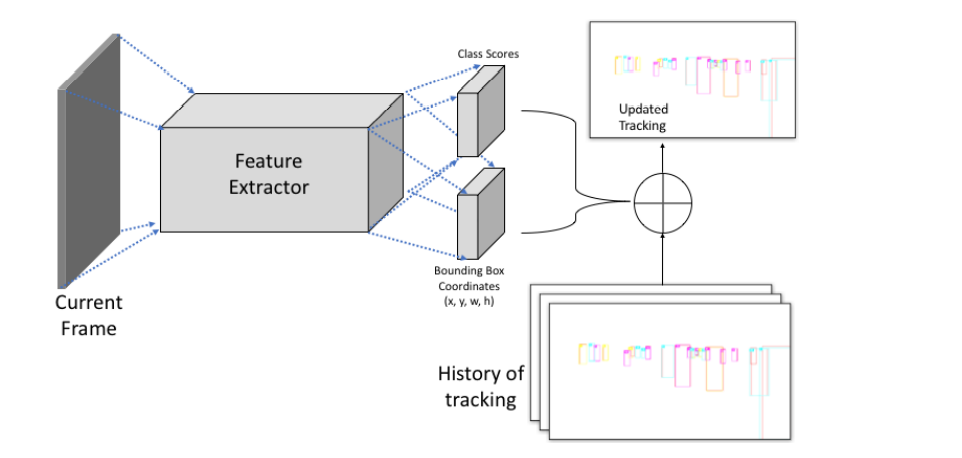 Class Scores
Updated
Tracking
Feature
Extractor
Bounding Box
Coordinates
(x, y, w, h)
Current
Frame
History of
tracking